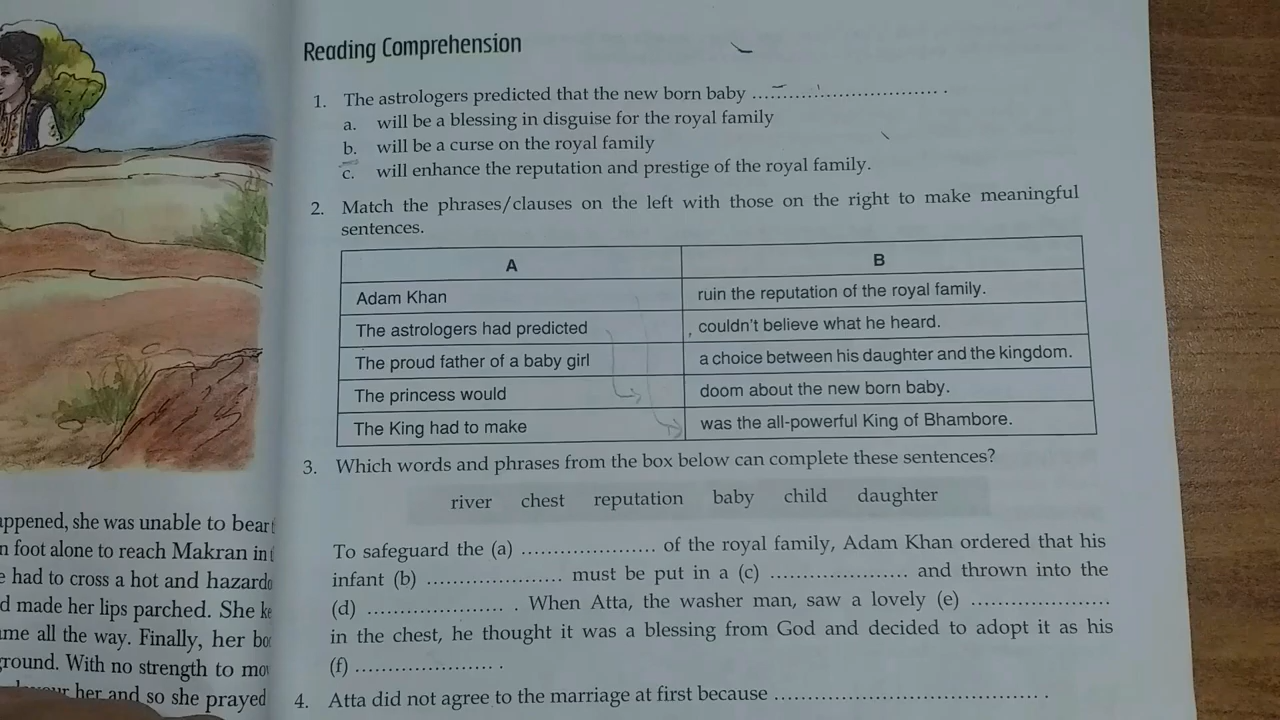 Reading Comprehension
1. The astrologers predicted that the new born baby .................................. .
a. will be a blessing in disguise for the royal family
b. will be a curse on the royal family
c. will enhance the reputation and prestige of the royal family.
2. Match the phrases/clauses on the left with those on the right to make meaningful
sentences.
A B
Adam Khan ruin the reputation of the royal family.
The astrologers had predicted couldn't believe what he heard.
The proud father of a baby girl a choice between his daughter and the kingdom.
The princess would doom about the new born baby.
The King had to make was the all-powerful King of Bhambore.
3. Which words and phrases from the box below can complete these sentences?
river chest reputation baby child daughter
To safeguard the (a) ..................... of the royal family, Adam Khan ordered that his
infant (b) ..................... must be put in a (c) ..................... and thrown into the
(d) ..................... . When Atta, the washer man, saw a lovely (e) .....................
in the chest, he thought it was a blessing from God and decided to adopt it as his
(f) ...................... .
4. Atta did not agree to the marriage at first because ........................................ .
, she was unable to bear
foot alone to reach Makran
had to cross a hot and
made her lips parched. She
all the way. Finally, her
With no strength to
her and so she prayed